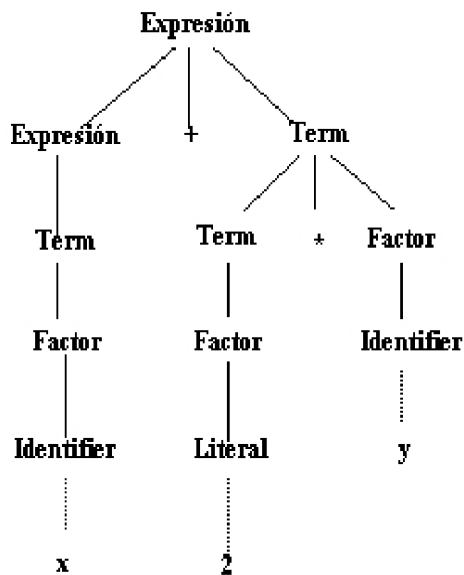 Expresión
Expresión + Term
Term Term * Factor
Factor Factor Identifier
Identifier Literal y
x 2